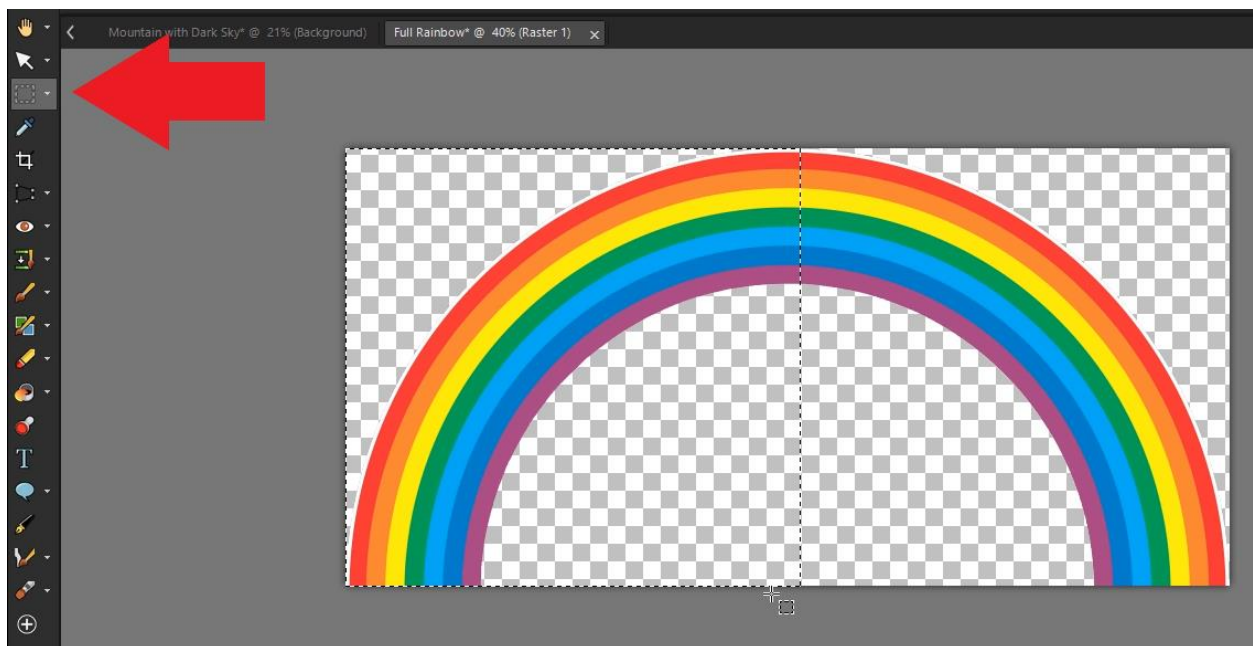 Mountain with Dark Sky* @ 21% (Background) Full Rainbow* @ 40% (Raster 1) x
T